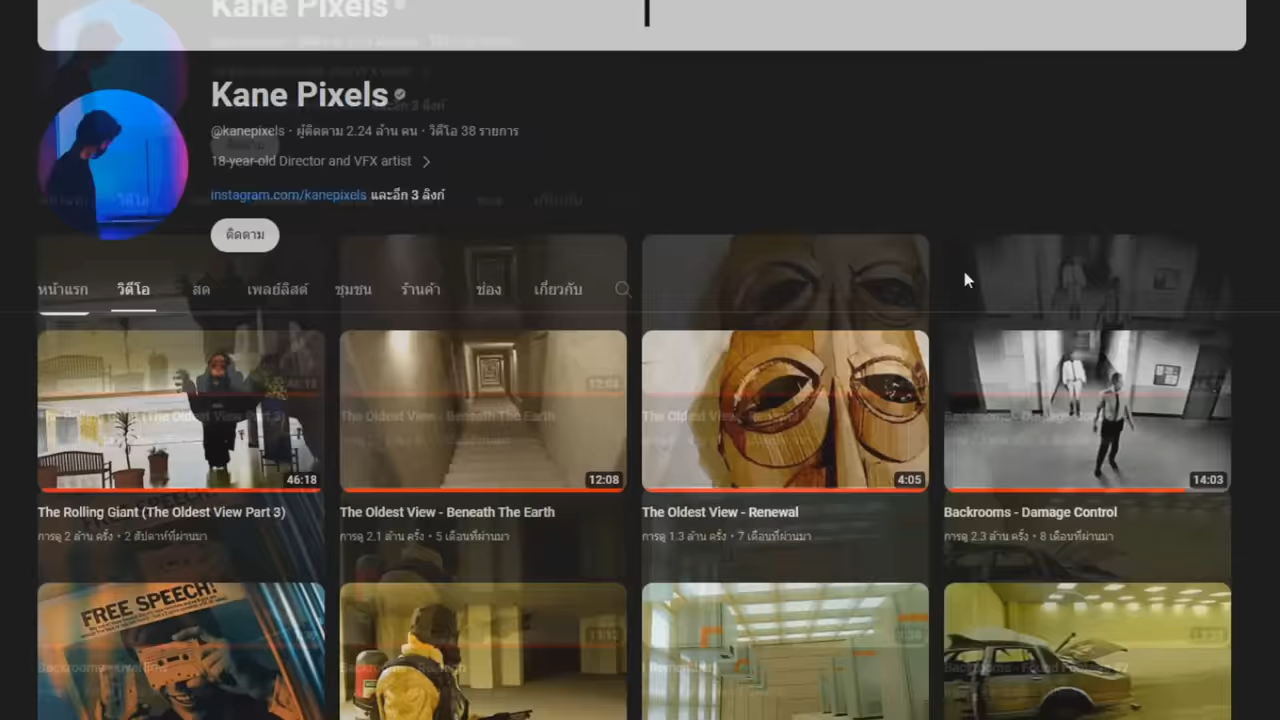 Kane Pixels
Kane Pixels
@kanepixels • ผู้ติดตาม 2.24 ล้าน คน • วิดีโอ 38 รายการ
18-year-old Director and VFX artist
instagram.com/kanepixels และอีก 3 ลิงก์
ติดตาม
หน้าแรก วิดีโอ สด เพลย์ลิสต์ ชุมชน ร้านค้า ช่อง เกี่ยวกับ
46:18 12:08 4:05 14:03
The Rolling Giant (The Oldest View Part 3)
การดู 2 ล้าน ครั้ง • 2 สัปดาห์ที่ผ่านมา
The Oldest View - Beneath The Earth
การดู 2.1 ล้าน ครั้ง • 5 เดือนที่ผ่านมา
The Oldest View - Renewal
การดู 1.3 ล้าน ครั้ง • 7 เดือนที่ผ่านมา
Backrooms - Damage Control
การดู 2.3 ล้าน ครั้ง • 8 เดือนที่ผ่านมา
FREE SPEECH!